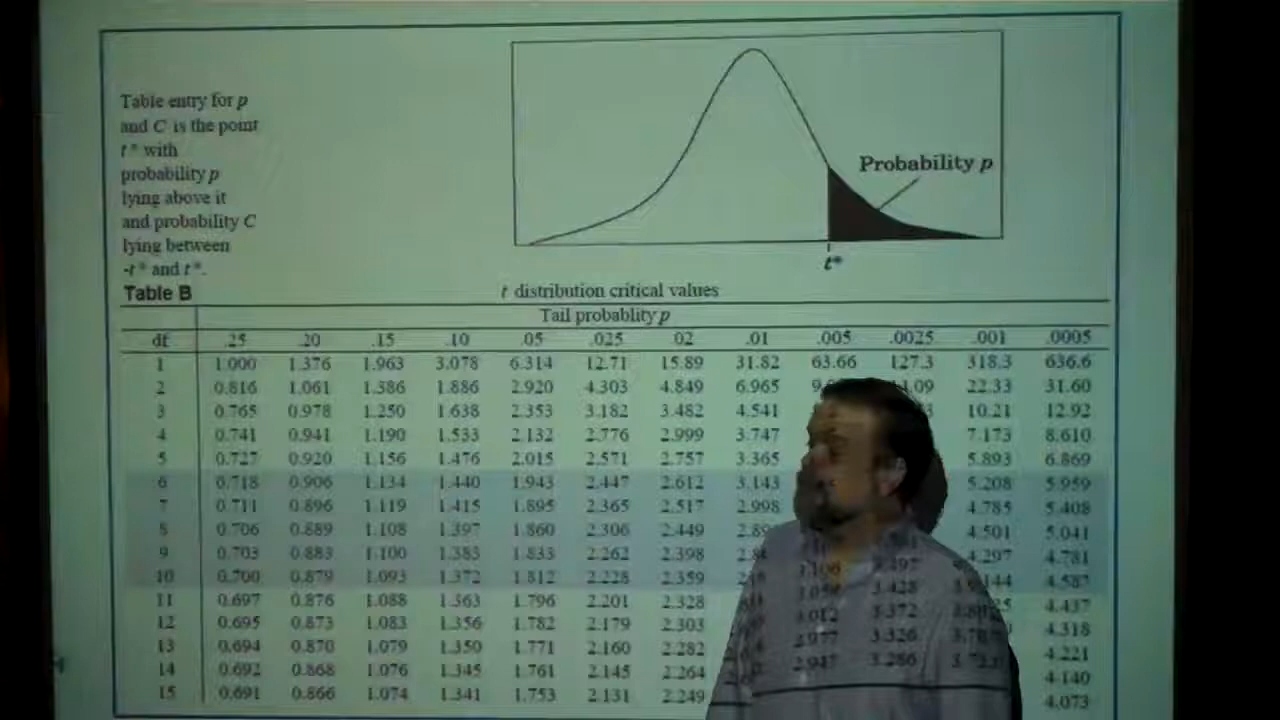 Table entry for p
and C is the point
t* with
probability p
lying above it
and probability C
lying between
-t* and t*.
Probability p
t*
Table B
t distribution critical values
Tail probablity p
df .25 .20 .15 .10 .05 .025 .02 .01 .005 .0025 .001 .0005
1 1.000 1.376 1.963 3.078 6.314 12.71 15.89 31.82 63.66 127.3 318.3 636.6
2 0.816 1.061 1.386 1.886 2.920 4.303 4.849 6.965 22.33 31.60
3 0.765 0.978 1.250 1.638 2.353 3.182 3.482 4.541 10.21 12.92
4 0.741 0.941 1.190 1.533 2.132 2.776 2.999 3.747 7.173 8.610
5 0.727 0.920 1.156 1.476 2.015 2.571 2.757 3.365 5.893 6.869
6 0.718 0.906 1.134 1.440 1.943 2.447 2.612 3.143 5.208 5.959
7 0.711 0.896 1.119 1.415 1.895 2.365 2.517 2.998 4.785 5.408
8 0.706 0.889 1.108 1.397 1.860 2.306 2.449 4.501 5.041
9 0.703 0.883 1.100 1.383 1.833 2.262 2.398 4.297 4.781
10 0.700 0.879 1.093 1.372 1.812 2.228 2.359 4.587
11 0.697 0.876 1.088 1.363 1.796 2.201 2.328 4.437
12 0.695 0.873 1.083 1.356 1.782 2.179 2.303 4.318
13 0.694 0.870 1.079 1.350 1.771 2.160 2.282 4.221
14 0.692 0.868 1.076 1.345 1.761 2.145 2.264 4.140
15 0.691 0.866 1.074 1.341 1.753 2.131 2.249 4.073